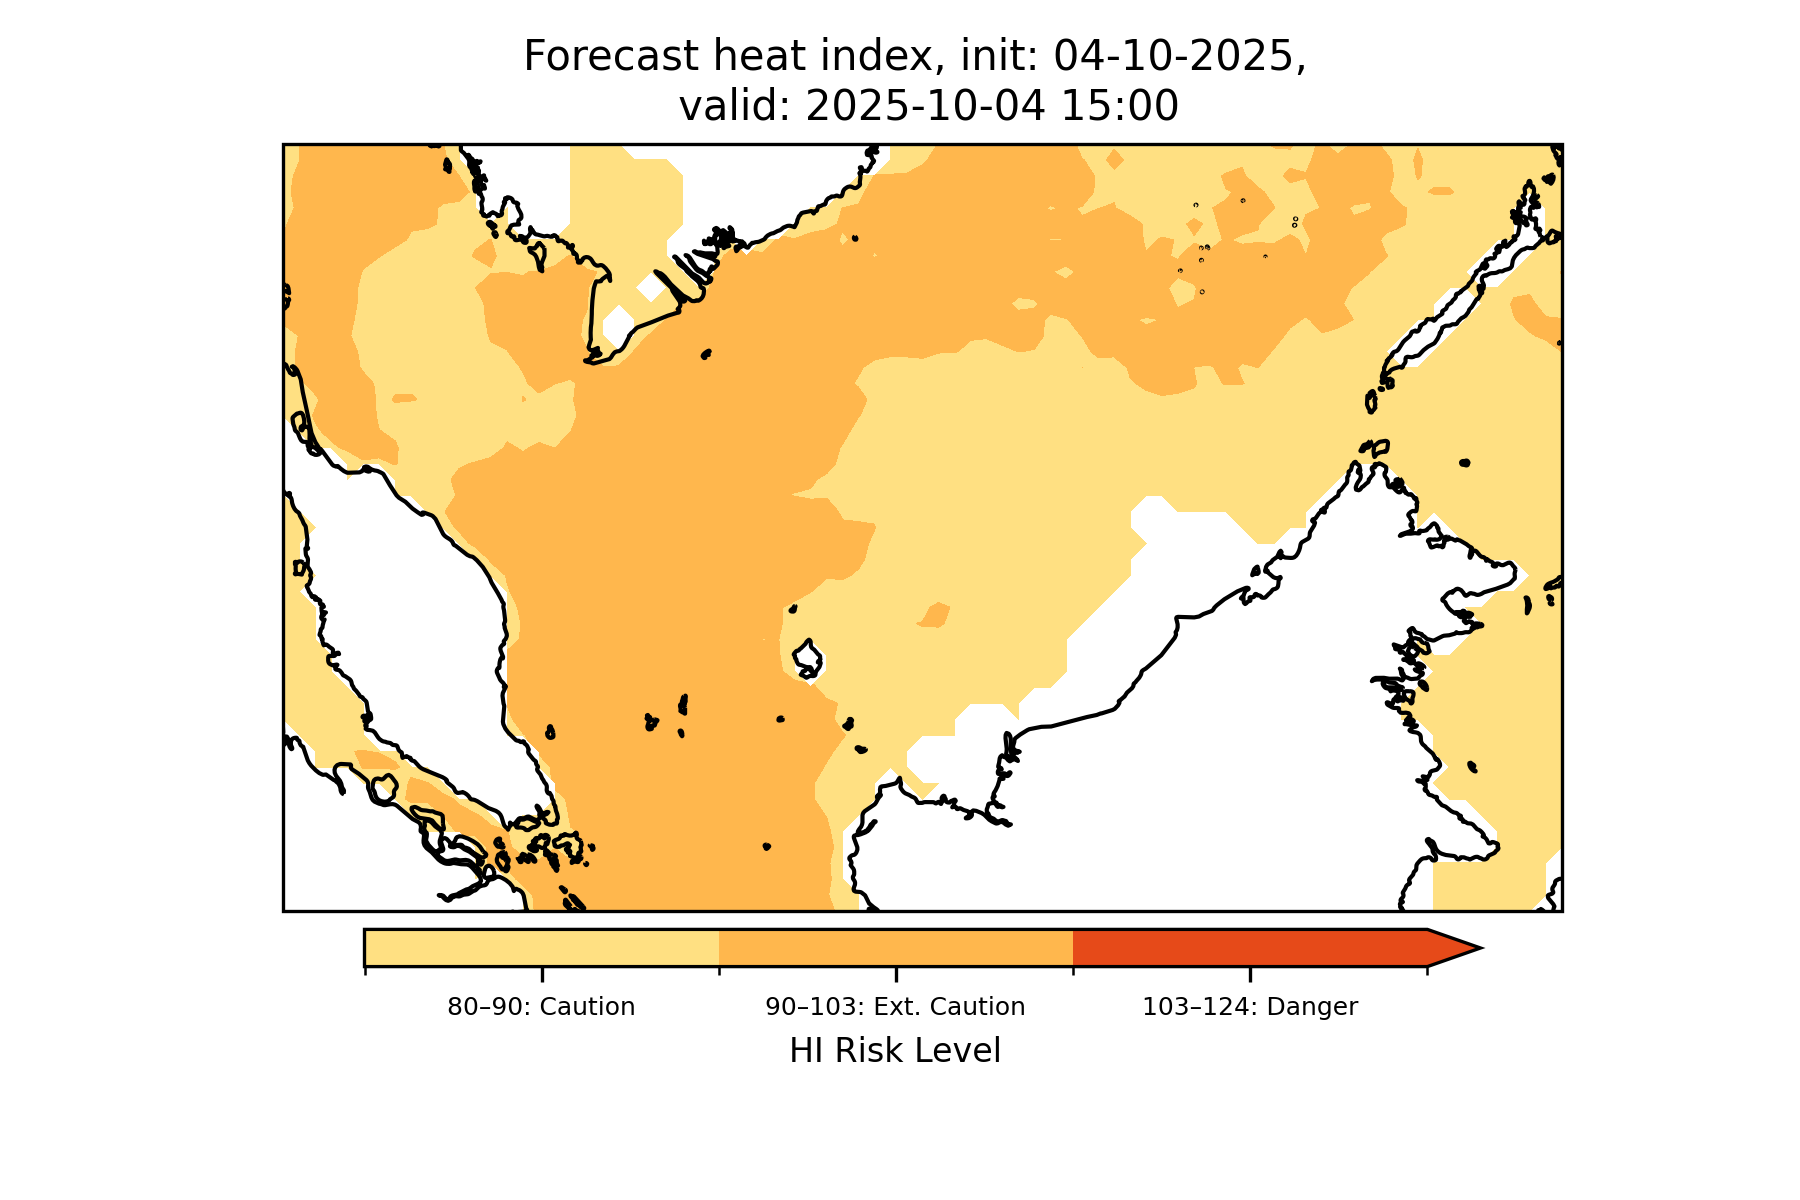 Forecast heat index, init: 04-10-2025,
valid: 2025-10-04 15:00
80–90: Caution
90–103: Ext. Caution
103–124: Danger
HI Risk Level